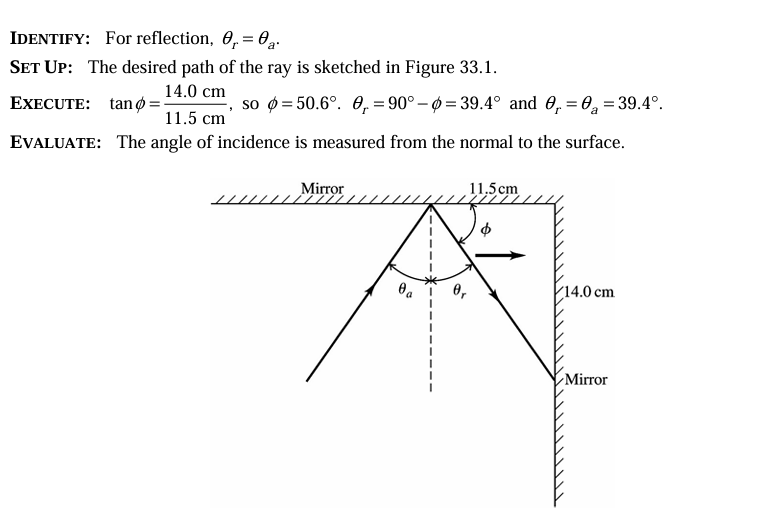 IDENTIFY: For reflection, θr = θa.
SET UP: The desired path of the ray is sketched in Figure 33.1.
EXECUTE: tan ϕ = 14.0 cm / 11.5 cm, so ϕ = 50.6°. θr = 90° − ϕ = 39.4° and θr = θa = 39.4°.
EVALUATE: The angle of incidence is measured from the normal to the surface.
Mirror 11.5 cm
ϕ
θa θr 14.0 cm
Mirror